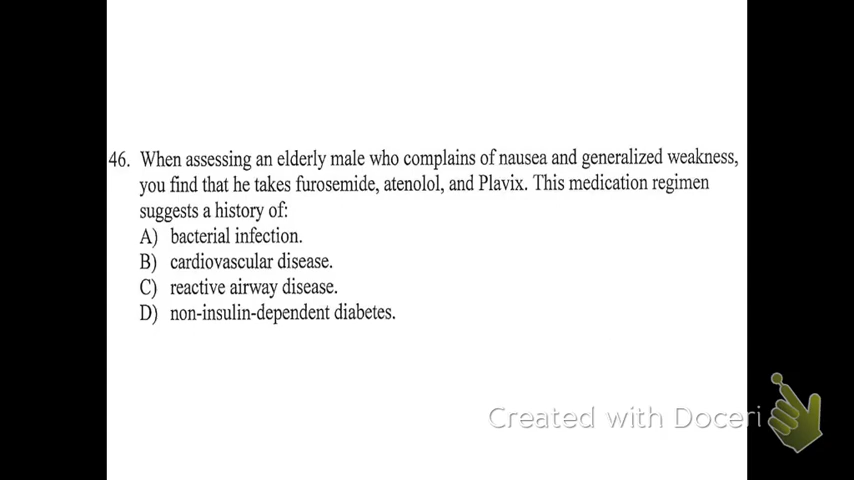 46. When assessing an elderly male who complains of nausea and generalized weakness,
you find that he takes furosemide, atenolol, and Plavix. This medication regimen
suggests a history of:
A) bacterial infection.
B) cardiovascular disease.
C) reactive airway disease.
D) non-insulin-dependent diabetes.
Created with Doceri